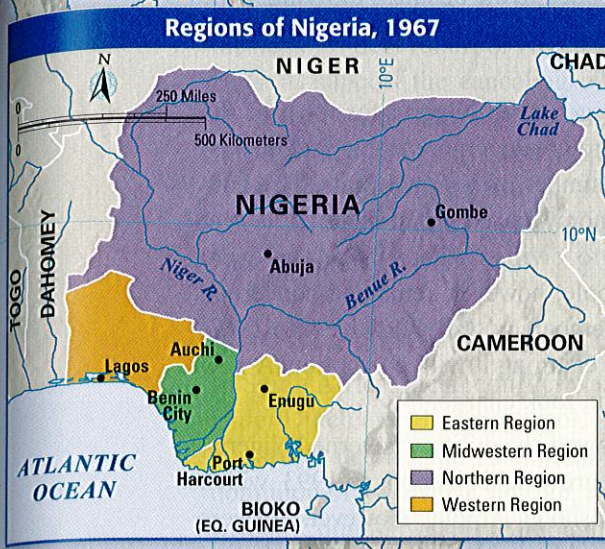 Regions of Nigeria, 1967
N
NIGER
10°E
CHAD
0
250 Miles
0
500 Kilometers
Lake
Chad
NIGERIA
Gombe
10°N
Abuja
Niger R.
Benue R.
TOGO
DAHOMEY
CAMEROON
Auchi
Lagos
Benin
City
Enugu
Port
Harcourt
ATLANTIC
OCEAN
BIOKO
(EQ. GUINEA)
Eastern Region
Midwestern Region
Northern Region
Western Region